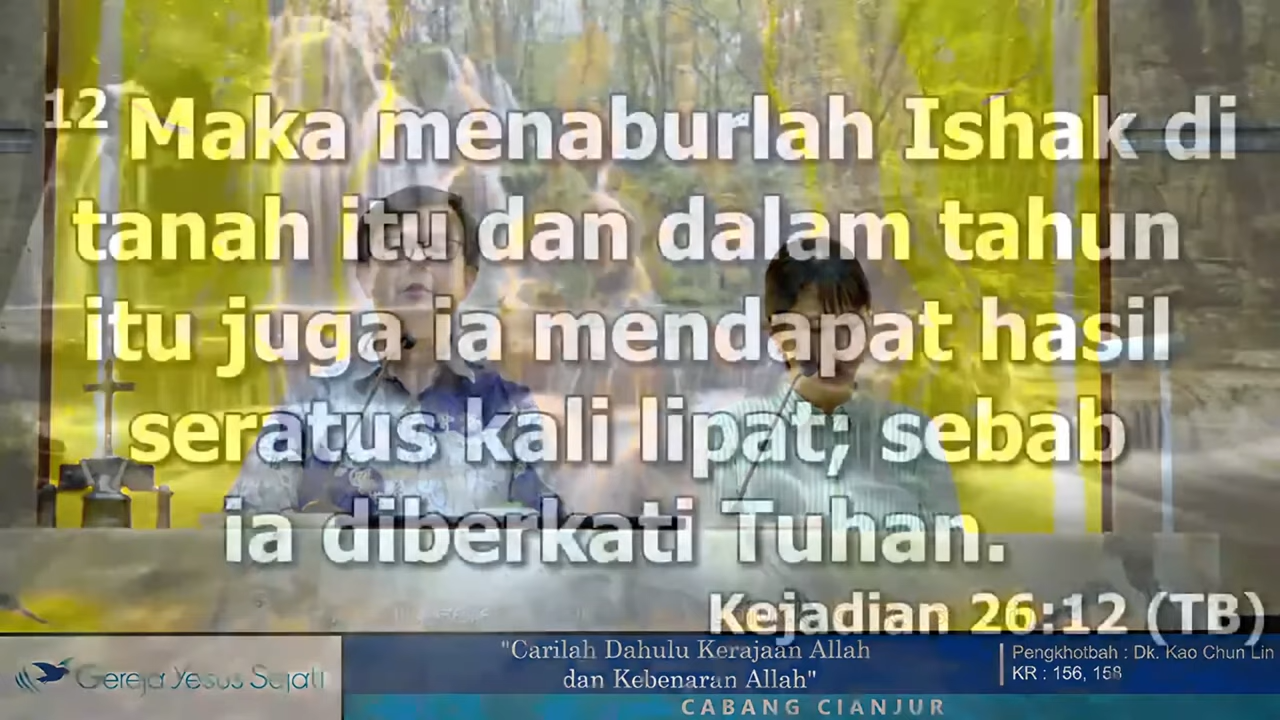 12 Maka menaburlah Ishak di
tanah itu dan dalam tahun
itu juga ia mendapat hasil
seratus kali lipat; sebab
ia diberkati Tuhan.
Kejadian 26:12 (TB)
Gereja Yesus Sejati
"Carilah Dahulu Kerajaan Allah
dan Kebenaran Allah"
Pengkhotbah : Dk. Kao Chun Lin
KR : 156, 158
CABANG CIANJUR